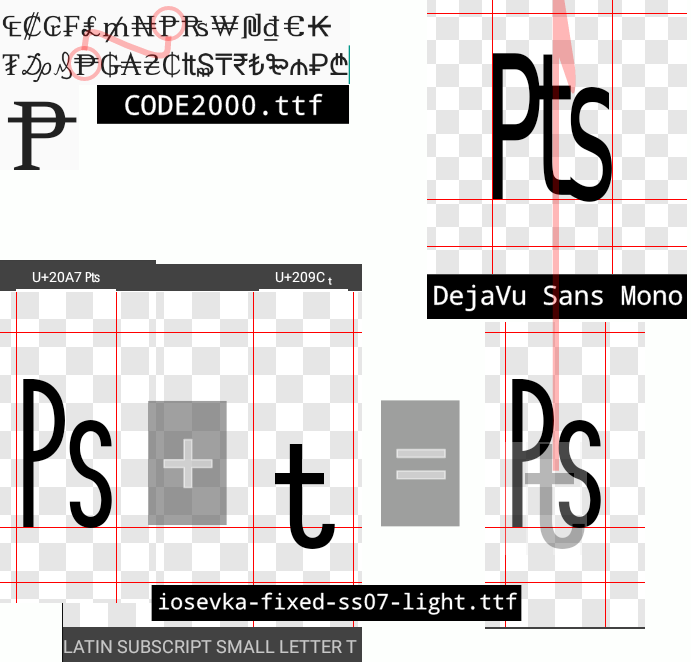 ₠₡₢₣₤₥₦₱₨₩₪₫€₭
₮₯₰₱₲₳₴₵ℓ₷₸₹₺₻₼₽₾
₱
CODE2000.ttf
Pts
DejaVu Sans Mono
U+20A7 ₧
U+209C ₜ
Ps
+
t
=
Ps
t
iosevka-fixed-ss07-light.ttf
LATIN SUBSCRIPT SMALL LETTER T